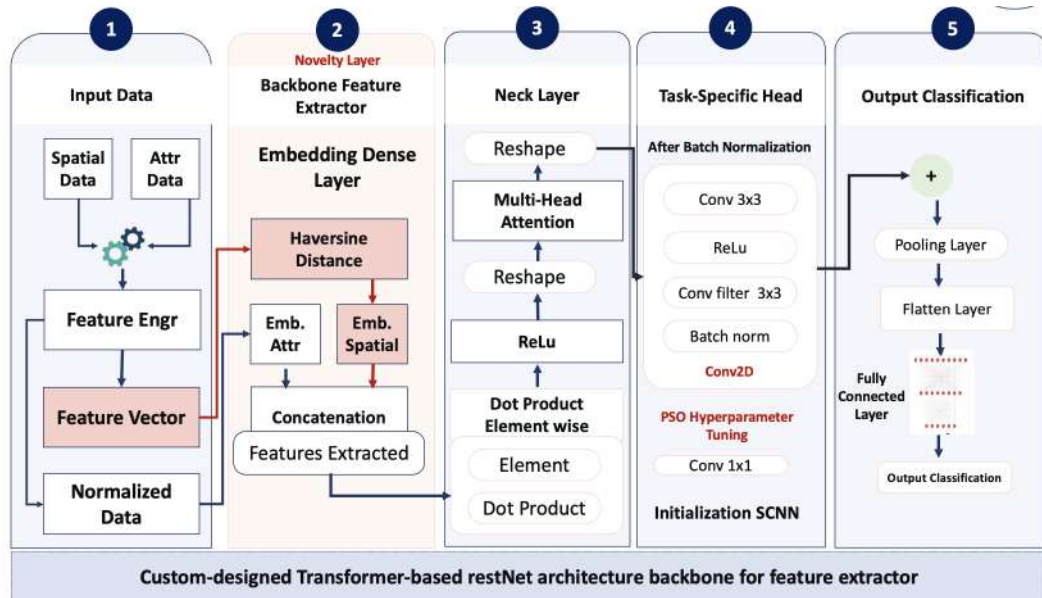 1
Input Data
Spatial
Data
Attr
Data
Feature Engr
Feature Vector
Normalized
Data
2
Novelty Layer
Backbone Feature
Extractor
Embedding Dense
Layer
Haversine
Distance
Emb.
Attr
Emb.
Spatial
Concatenation
Features Extracted
3
Neck Layer
Reshape
Multi-Head
Attention
Reshape
ReLu
Dot Product
Element wise
Element
Dot Product
4
Task-Specific Head
After Batch Normalization
Conv 3x3
ReLu
Conv filter 3x3
Batch norm
Conv2D
PSO Hyperparameter
Tuning
Conv 1x1
Initialization SCNN
5
Output Classification
+
Pooling Layer
Flatten Layer
Fully
Connected
Layer
Output Classification
Custom-designed Transformer-based restNet architecture backbone for feature extractor